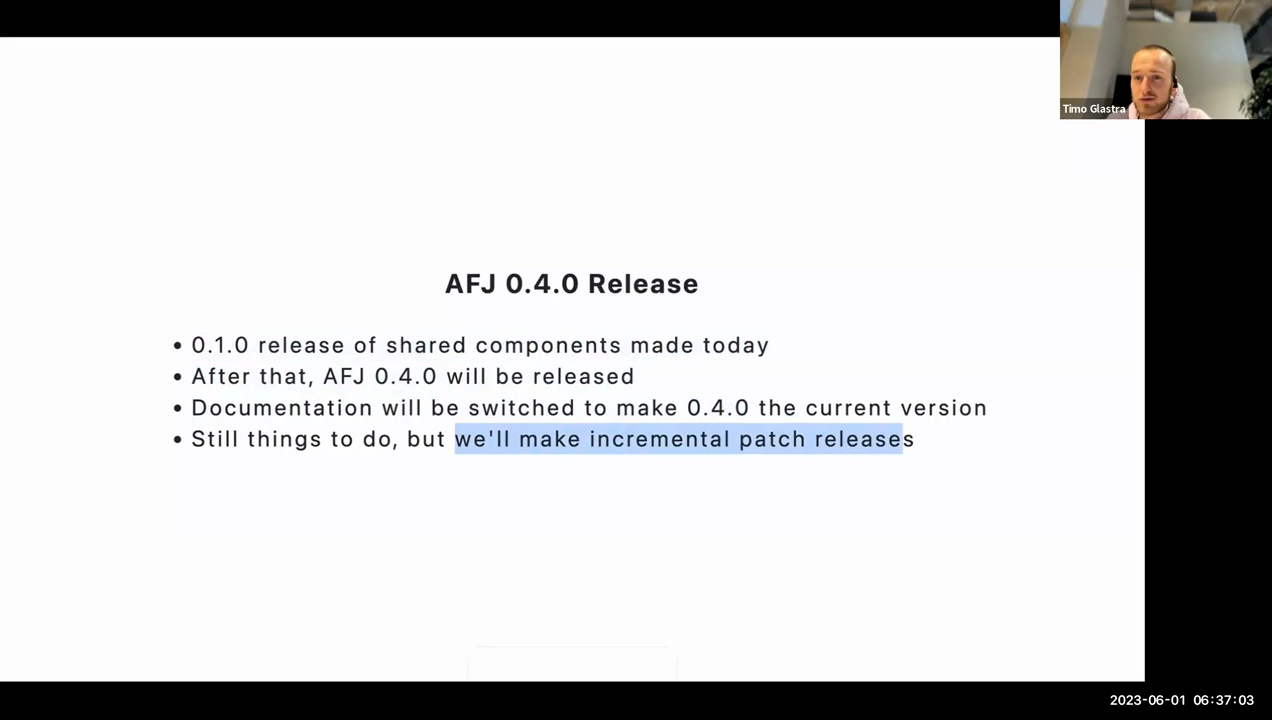 Timo Glastra
AFJ 0.4.0 Release
• 0.1.0 release of shared components made today
• After that, AFJ 0.4.0 will be released
• Documentation will be switched to make 0.4.0 the current version
• Still things to do, but we'll make incremental patch releases
2023-06-01 06:37:03